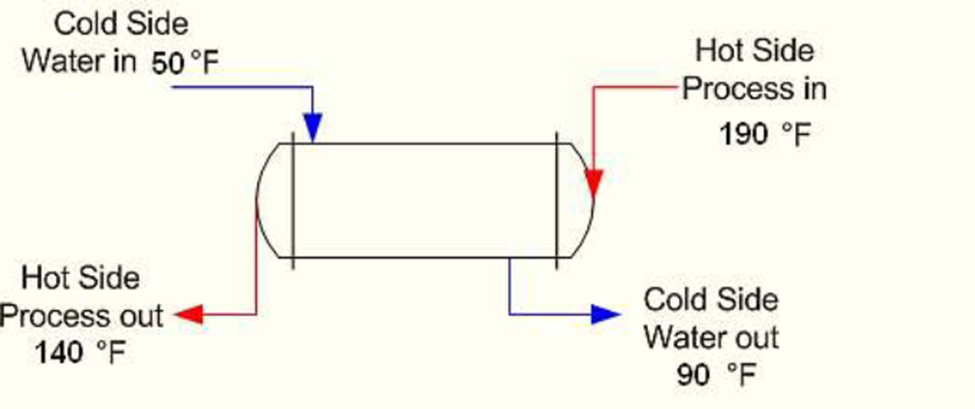 Cold Side
Water in 50 °F
Hot Side
Process in
190 °F
Hot Side
Process out
140 °F
Cold Side
Water out
90 °F